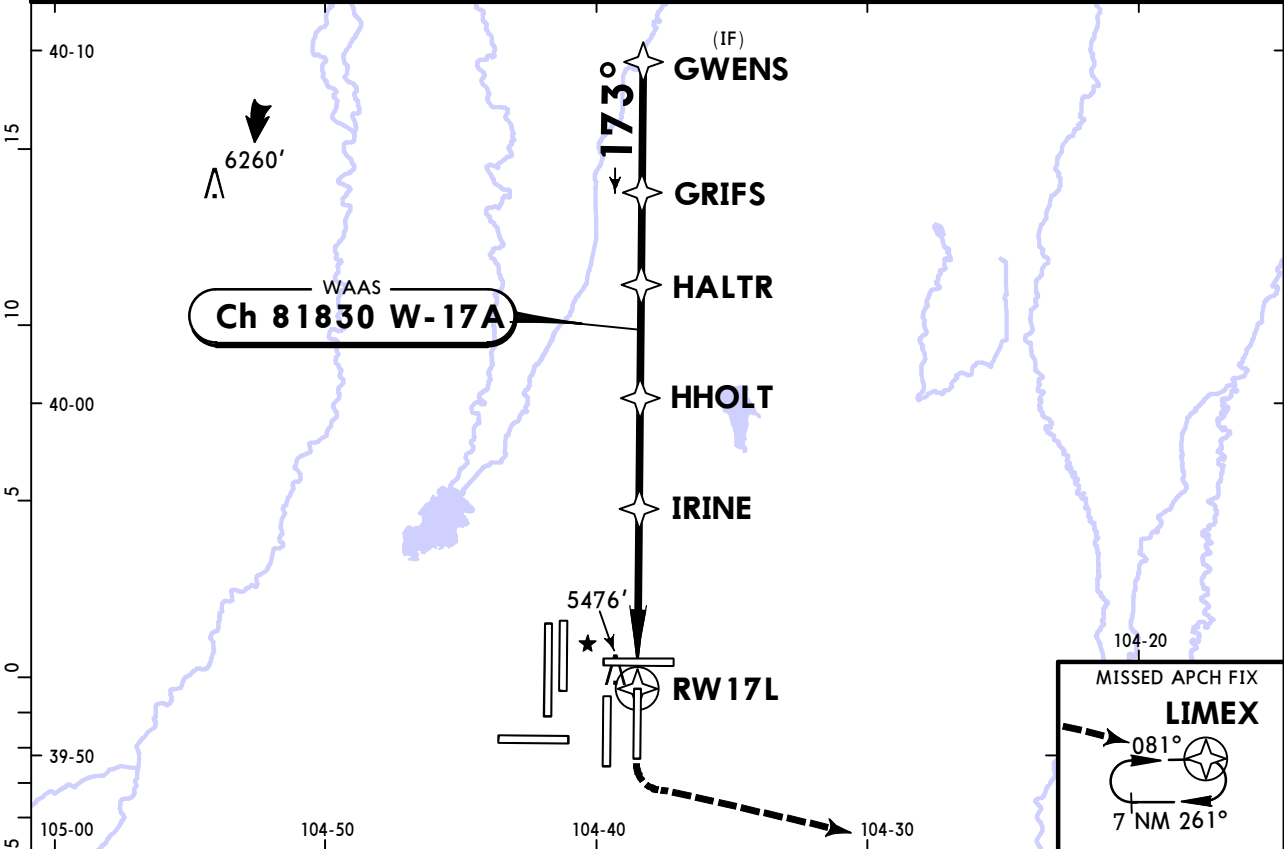 (IF)
40-10
GWENS
173°
15
6260'
GRIFS
WAAS
HALTR
Ch 81830 W-17A
10
40-00
HHOLT
5
IRINE
5476'
104-20
0
MISSED APCH FIX
RW17L
LIMEX
081°
39-50
7 NM 261°
105-00
104-50
104-40
104-30
5